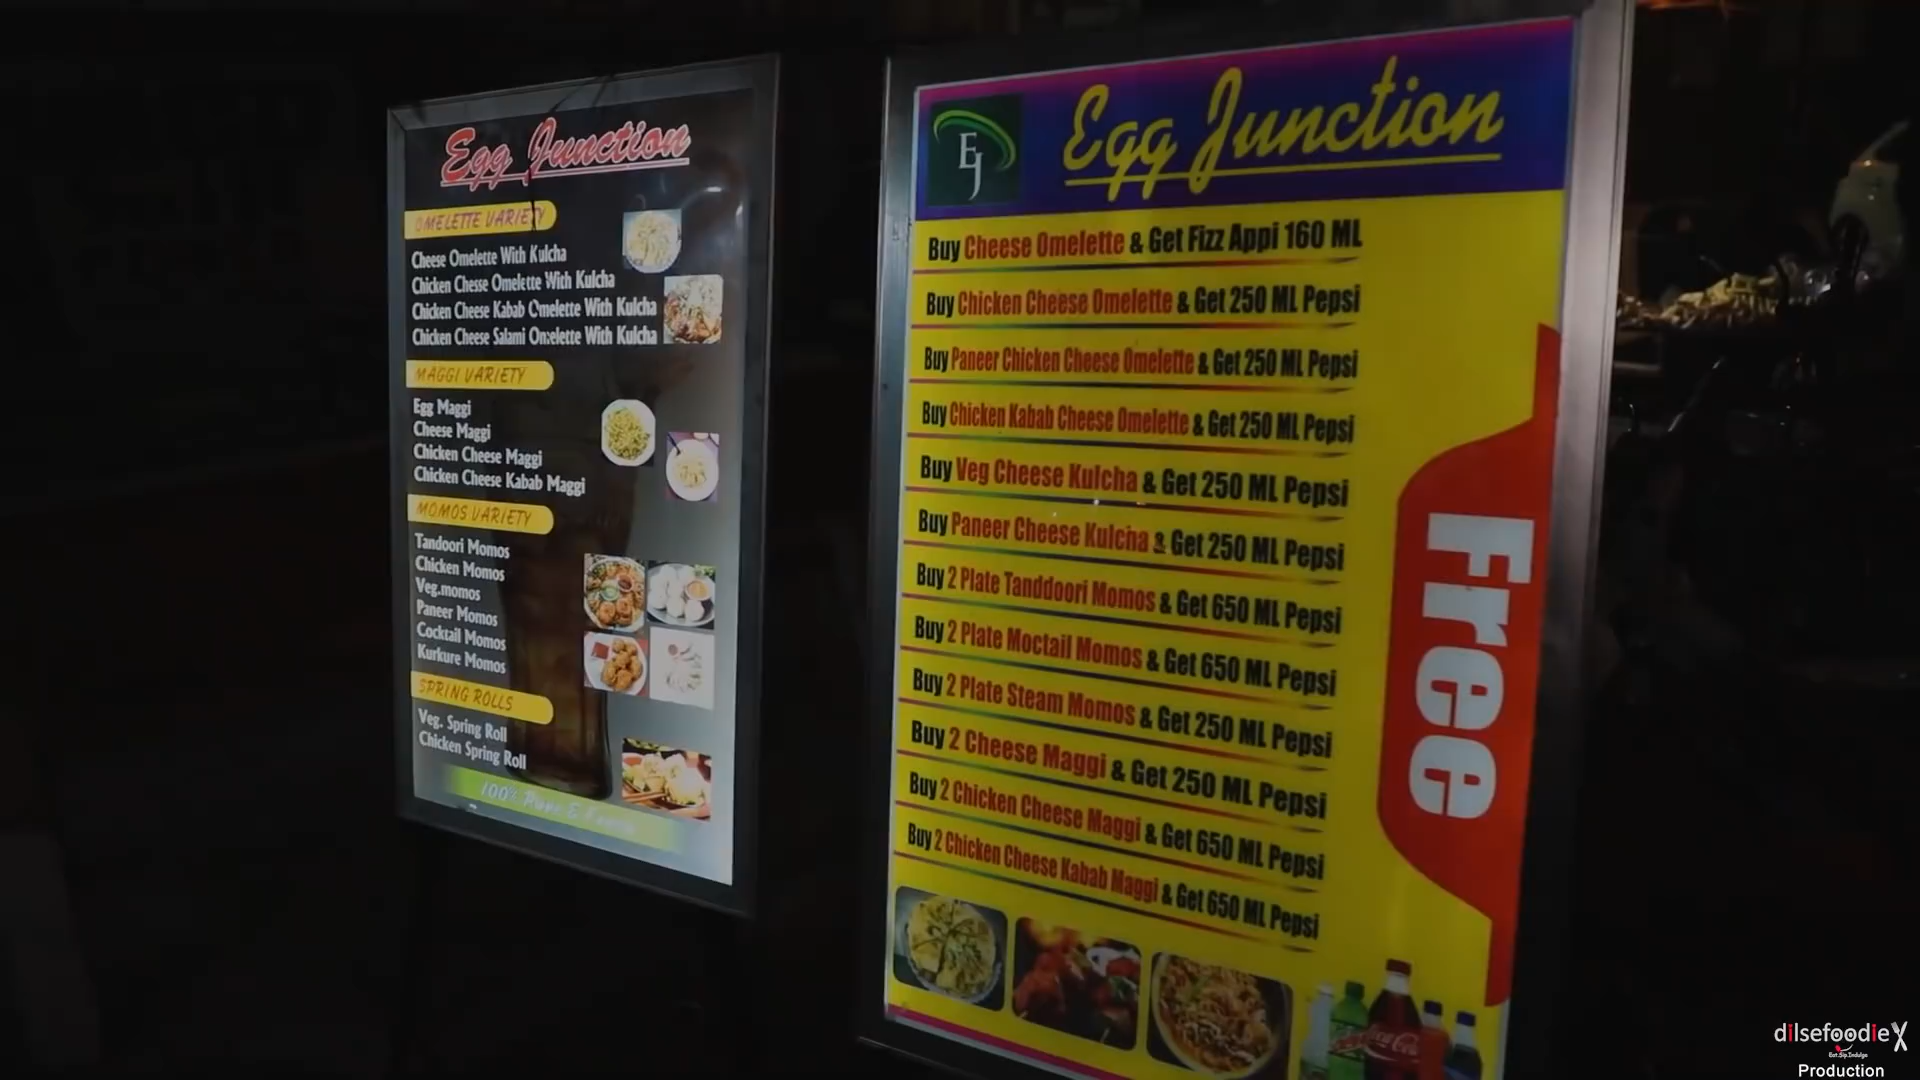 Egg Junction
OMELETTE VARIETY
Cheese Omelette With Kulcha
Chicken Chesse Omelette With Kulcha
Chicken Cheese Kabab Omelette With Kulcha
Chicken Cheese Salami Omelette With Kulcha
MAGGI VARIETY
Egg Maggi
Cheese Maggi
Chicken Cheese Maggi
Chicken Cheese Kabab Maggi
MOMOS VARIETY
Tandoori Momos
Chicken Momos
Veg.momos
Paneer Momos
Cocktail Momos
Kurkure Momos
SPRING ROLLS
Veg. Spring Roll
Chicken Spring Roll
100%
EJ
Egg Junction
Buy Cheese Omelette & Get Fizz Appi 160 ML
Buy Chicken Cheese Omelette & Get 250 ML Pepsi
Buy Paneer Chicken Cheese Omelette & Get 250 ML Pepsi
Buy Chicken Kabab Cheese Omelette & Get 250 ML Pepsi
Buy Veg Cheese Kulcha & Get 250 ML Pepsi
Buy Paneer Cheese Kulcha & Get 250 ML Pepsi
Buy 2 Plate Tanddoori Momos & Get 650 ML Pepsi
Buy 2 Plate Moctail Momos & Get 650 ML Pepsi
Buy 2 Plate Steam Momos & Get 250 ML Pepsi
Buy 2 Cheese Maggi & Get 250 ML Pepsi
Buy 2 Chicken Cheese Maggi & Get 650 ML Pepsi
Buy 2 Chicken Cheese Kabab Maggi & Get 650 ML Pepsi
Free
Coca-Cola
dilsefoodieX
Eat.Sip.Indulge
Production